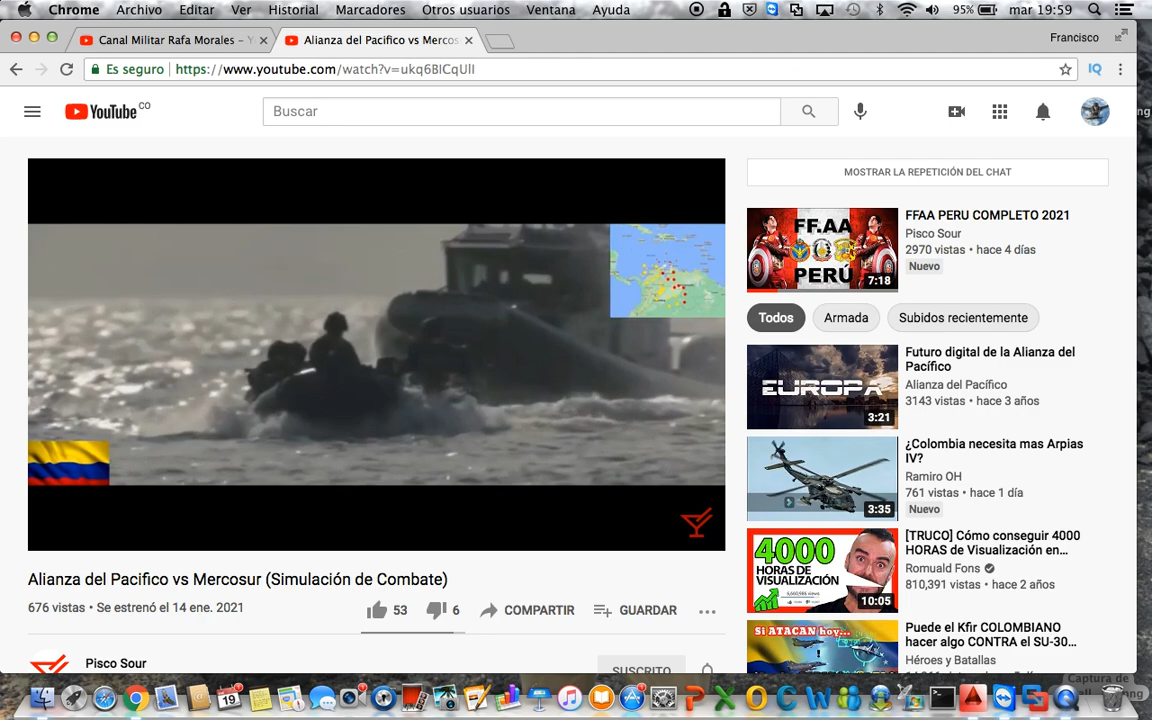 Chrome Archivo Editar Ver Historial Marcadores Otros usuarios Ventana Ayuda 95% mar 19:59
Canal Militar Rafa Morales – Y
Alianza del Pacifico vs Mercos
Francisco
Es seguro https://www.youtube.com/watch?v=ukq6BlCqUlI
IQ
YouTube CO
Buscar
MOSTRAR LA REPETICIÓN DEL CHAT
FF.AA
PERÚ
7:18
FFAA PERU COMPLETO 2021
Pisco Sour
2970 vistas • hace 4 días
Nuevo
Todos Armada Subidos recientemente
EUROPA
3:21
Futuro digital de la Alianza del
Pacífico
Alianza del Pacífico
3143 vistas • hace 3 años
3:35
¿Colombia necesita mas Arpias
IV?
Ramiro OH
761 vistas • hace 1 día
Nuevo
4000
HORAS DE
VISUALIZACIÓN
10:05
[TRUCO] Cómo conseguir 4000
HORAS de Visualización en...
Romuald Fons
810,391 vistas • hace 2 años
Si ATACAN hoy...
Puede el Kfir COLOMBIANO
hacer algo CONTRA el SU-30...
Héroes y Batallas
Alianza del Pacifico vs Mercosur (Simulación de Combate)
676 vistas • Se estrenó el 14 ene. 2021
53 6 COMPARTIR GUARDAR
Pisco Sour
SUSCRITO
Captura de
19